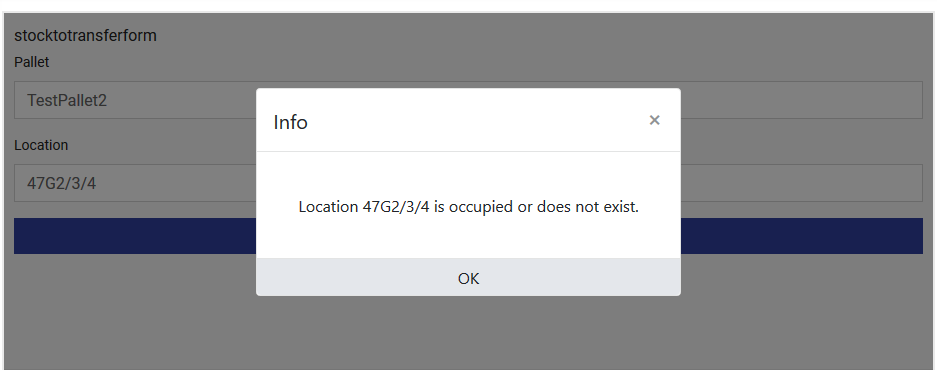 stocktotransferform
Pallet
TestPallet2
Location
47G2/3/4
Info
×
Location 47G2/3/4 is occupied or does not exist.
OK